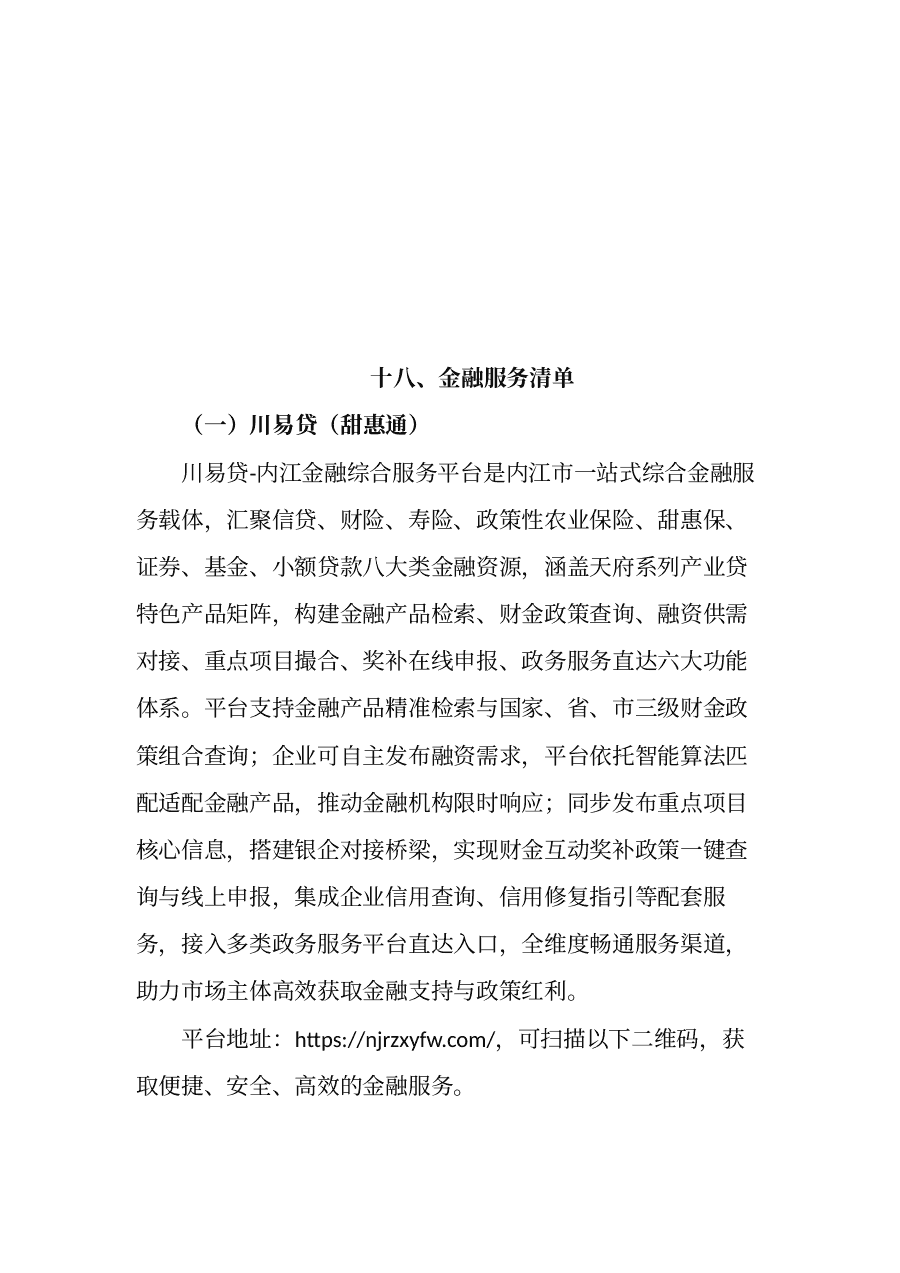 十八、金融服务清单
（一）川易贷（甜惠通）
川易贷-内江金融综合服务平台是内江市一站式综合金融服
务载体，汇聚信贷、财险、寿险、政策性农业保险、甜惠保、
证券、基金、小额贷款八大类金融资源，涵盖天府系列产业贷
特色产品矩阵，构建金融产品检索、财金政策查询、融资供需
对接、重点项目撮合、奖补在线申报、政务服务直达六大功能
体系。平台支持金融产品精准检索与国家、省、市三级财金政
策组合查询；企业可自主发布融资需求，平台依托智能算法匹
配适配金融产品，推动金融机构限时响应；同步发布重点项目
核心信息，搭建银企对接桥梁，实现财金互动奖补政策一键查
询与线上申报，集成企业信用查询、信用修复指引等配套服
务，接入多类政务服务平台直达入口，全维度畅通服务渠道，
助力市场主体高效获取金融支持与政策红利。
平台地址：https://njrzxyfw.com/，可扫描以下二维码，获
取便捷、安全、高效的金融服务。